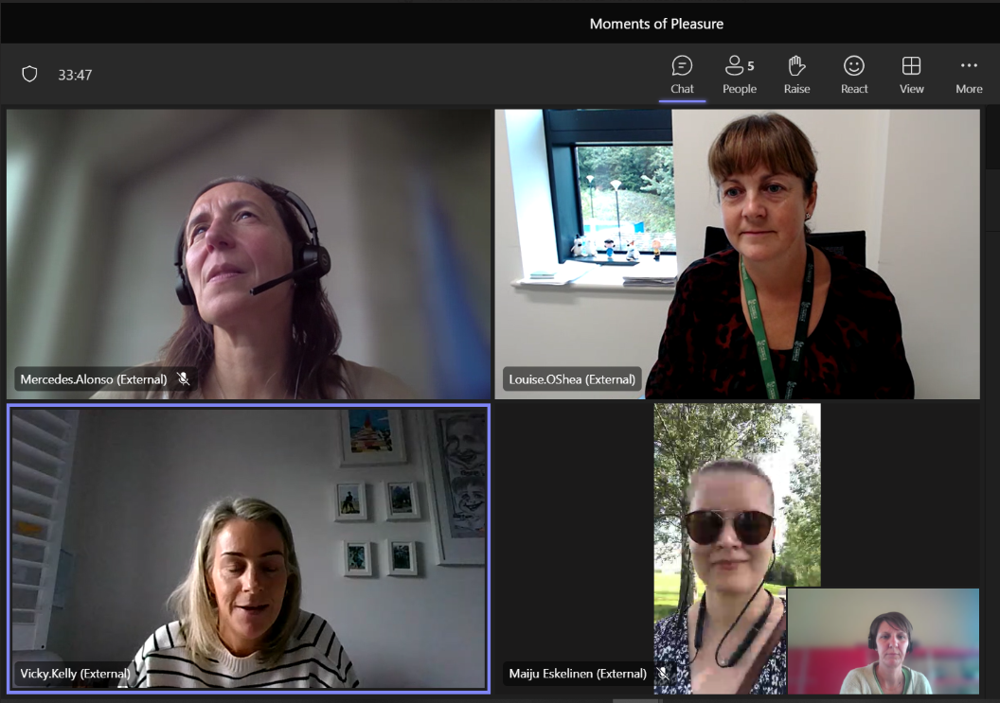 Moments of Pleasure
33:47
Chat
People 5
Raise
React
View
More
Mercedes.Alonso (External)
Louise.OShea (External)
Vicky.Kelly (External)
Maiju Eskelinen (External)